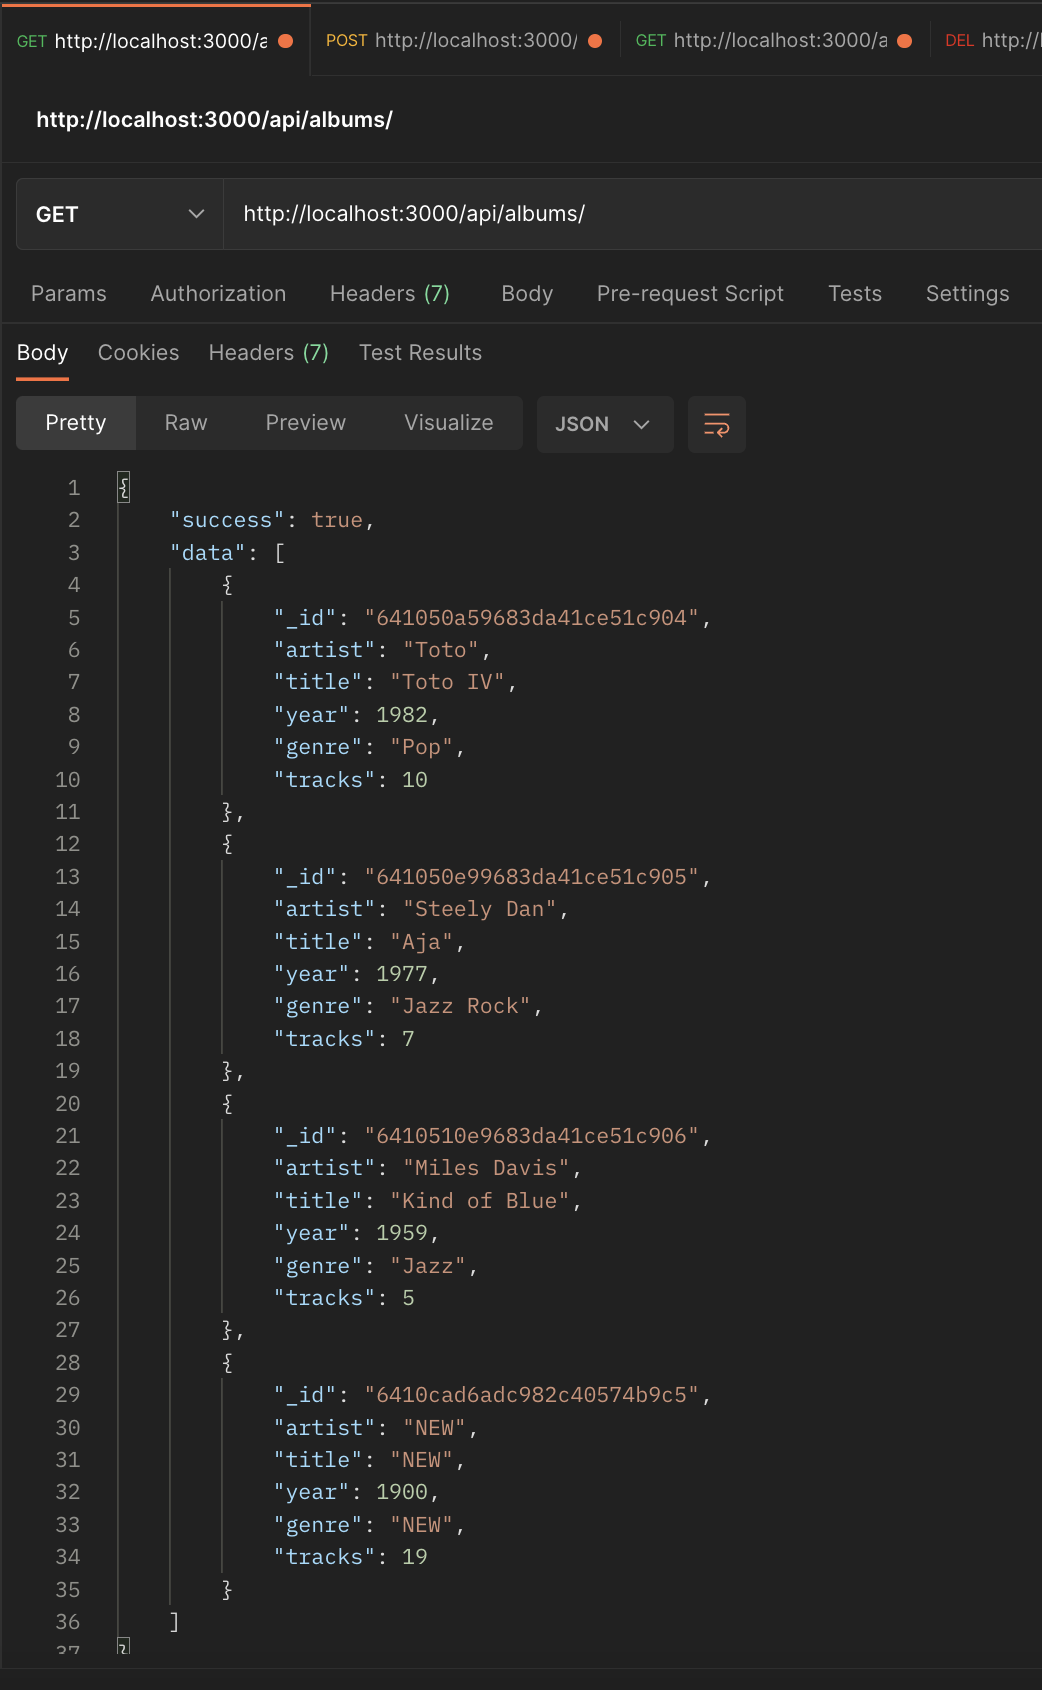 GET http://localhost:3000/a POST http://localhost:3000/ GET http://localhost:3000/a DEL http://
http://localhost:3000/api/albums/
GET http://localhost:3000/api/albums/
Params Authorization Headers (7) Body Pre-request Script Tests Settings
Body Cookies Headers (7) Test Results
Pretty Raw Preview Visualize JSON
1 {
2 "success": true,
3 "data": [
4 {
5 "_id": "641050a59683da41ce51c904",
6 "artist": "Toto",
7 "title": "Toto IV",
8 "year": 1982,
9 "genre": "Pop",
10 "tracks": 10
11 },
12 {
13 "_id": "641050e99683da41ce51c905",
14 "artist": "Steely Dan",
15 "title": "Aja",
16 "year": 1977,
17 "genre": "Jazz Rock",
18 "tracks": 7
19 },
20 {
21 "_id": "6410510e9683da41ce51c906",
22 "artist": "Miles Davis",
23 "title": "Kind of Blue",
24 "year": 1959,
25 "genre": "Jazz",
26 "tracks": 5
27 },
28 {
29 "_id": "6410cad6adc982c40574b9c5",
30 "artist": "NEW",
31 "title": "NEW",
32 "year": 1900,
33 "genre": "NEW",
34 "tracks": 19
35 }
36 ]
37 }